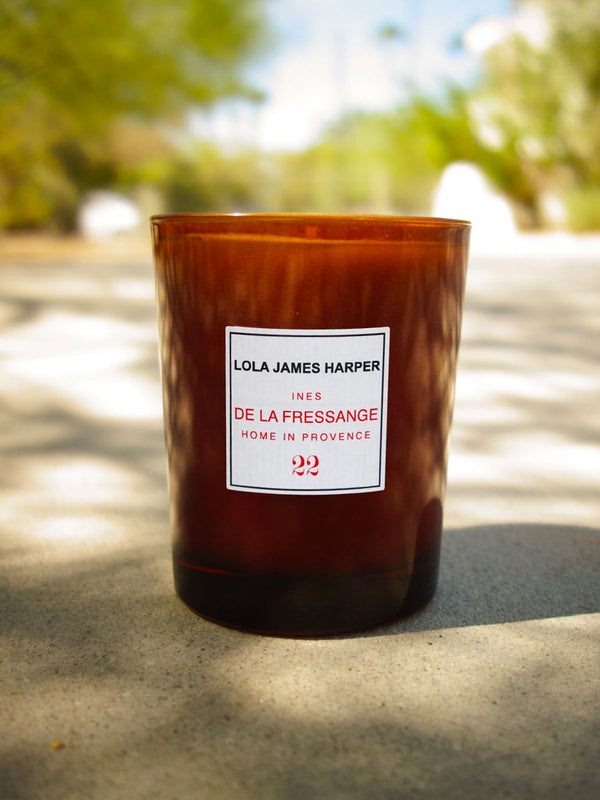 LOLA JAMES HARPER
INES
DE LA FRESSANGE
HOME IN PROVENCE
22